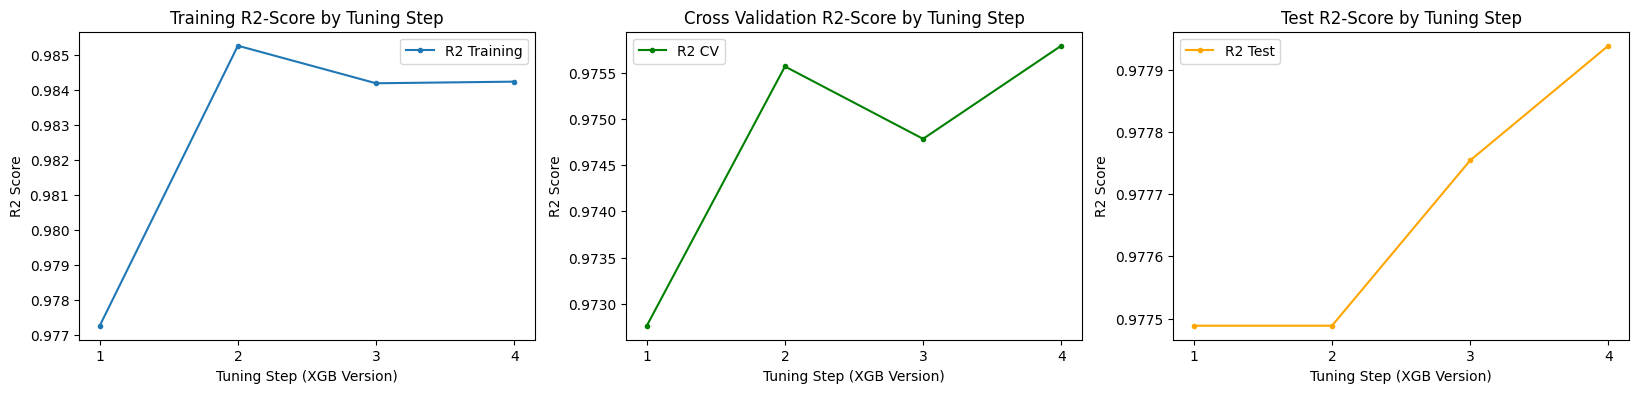 Training R2-Score by Tuning Step
R2 Training
R2 Score
0.985
0.984
0.983
0.982
0.981
0.980
0.979
0.978
0.977
1 2 3 4
Tuning Step (XGB Version)
Cross Validation R2-Score by Tuning Step
R2 CV
R2 Score
0.9755
0.9750
0.9745
0.9740
0.9735
0.9730
1 2 3 4
Tuning Step (XGB Version)
Test R2-Score by Tuning Step
R2 Test
R2 Score
0.9779
0.9778
0.9777
0.9776
0.9775
1 2 3 4
Tuning Step (XGB Version)